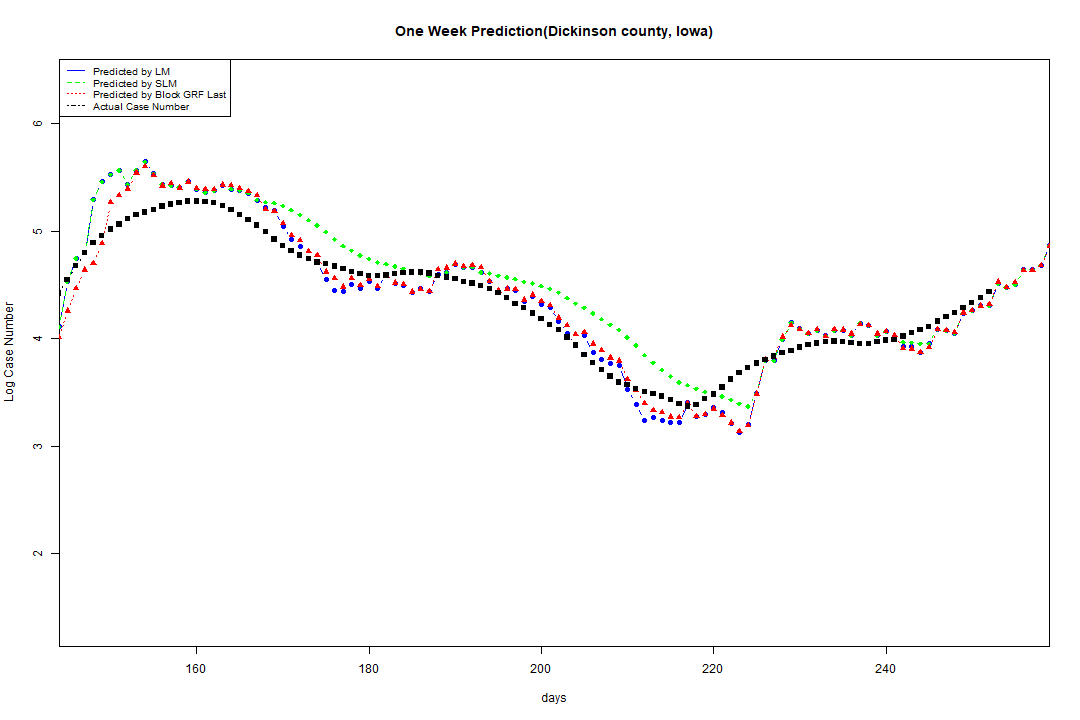 One Week Prediction(Dickinson county, Iowa)
Predicted by LM
Predicted by SLM
Predicted by Block GRF Last
Actual Case Number
6
5
4
3
2
Log Case Number
160 180 200 220 240
days